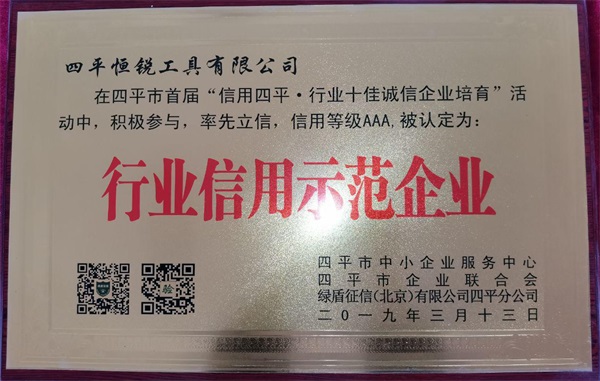 四平恒锐工具有限公司
在四平市首届“信用四平·行业十佳诚信企业培育”活
动中，积极参与，率先立信，信用等级AAA,被认定为：
行业信用示范企业
四平市中小企业服务中心
四平市企业联合会
绿盾征信(北京)有限公司四平分公司
二〇一九年三月十三日
验